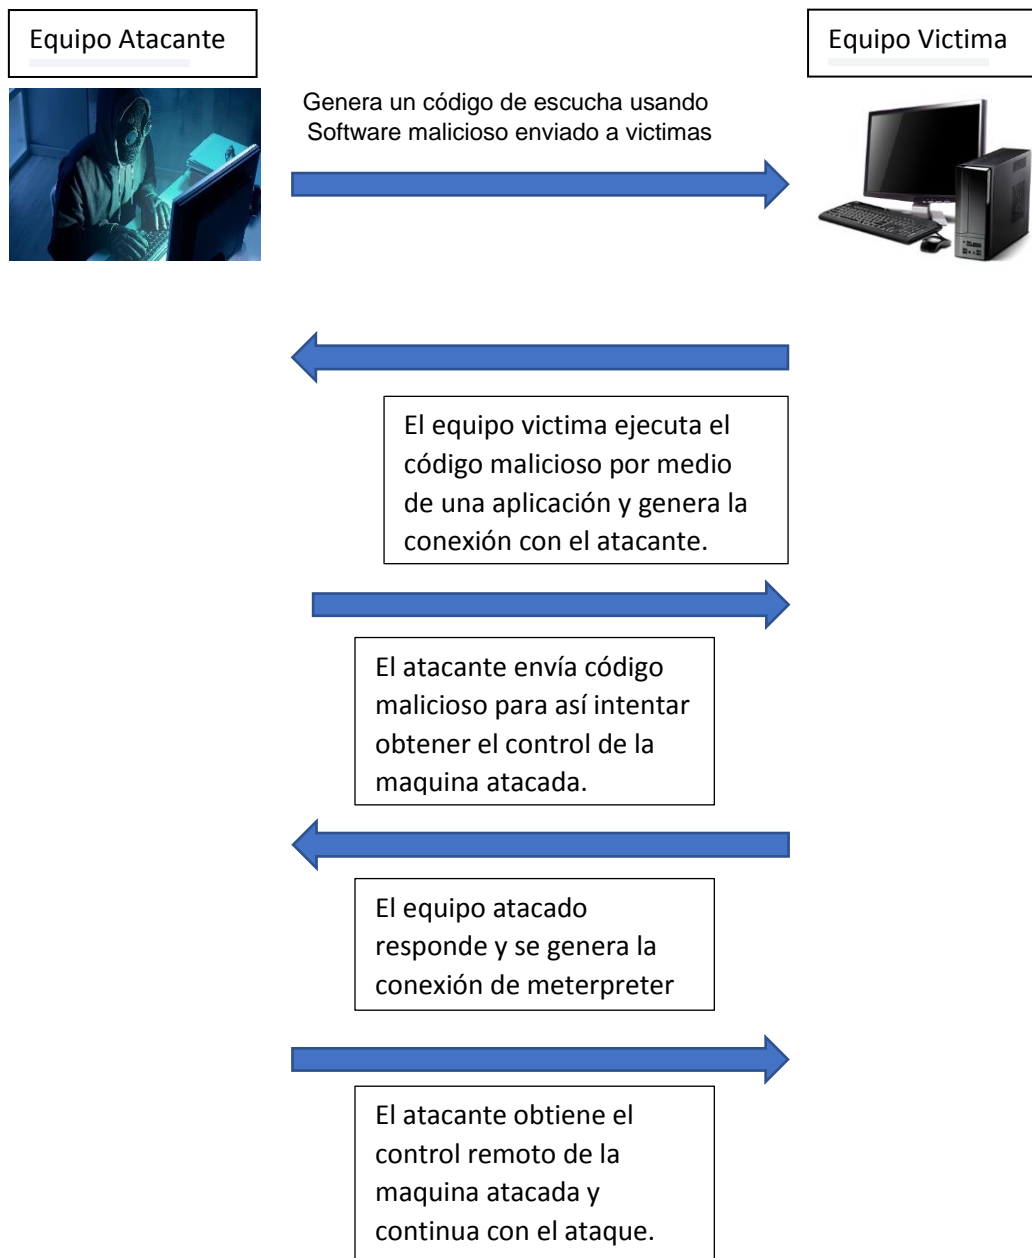 Equipo Atacante
Equipo Victima
Genera un código de escucha usando
Software malicioso enviado a victimas
El equipo victima ejecuta el
código malicioso por medio
de una aplicación y genera la
conexión con el atacante.
El atacante envía código
malicioso para así intentar
obtener el control de la
maquina atacada.
El equipo atacado
responde y se genera la
conexión de meterpreter
El atacante obtiene el
control remoto de la
maquina atacada y
continua con el ataque.